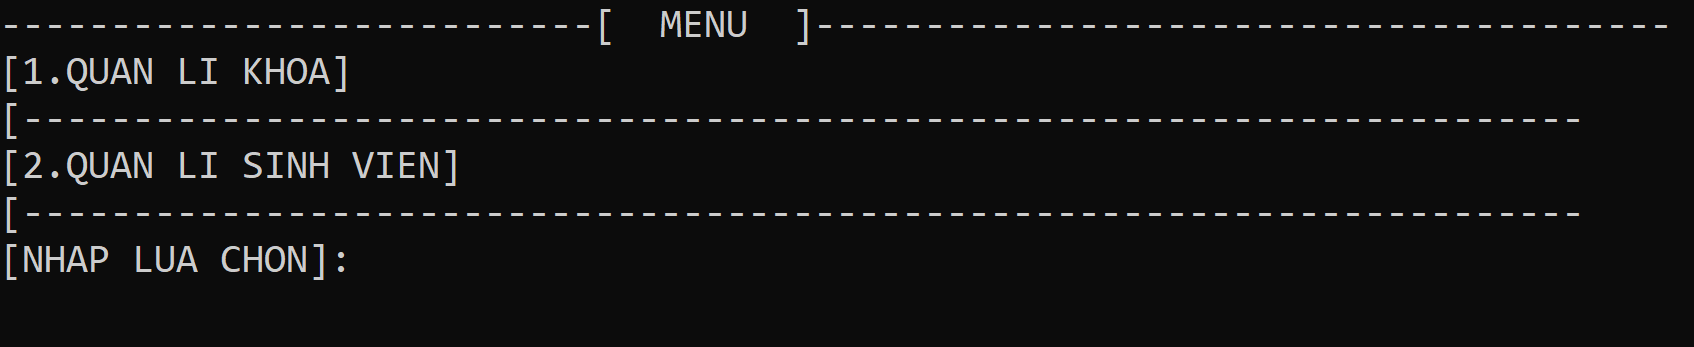 ---------------------------[  MENU  ]---------------------------------------
[1.QUAN LI KHOA]
[-----------------------------------------------------------------------
[2.QUAN LI SINH VIEN]
[-----------------------------------------------------------------------
[NHAP LUA CHON]: